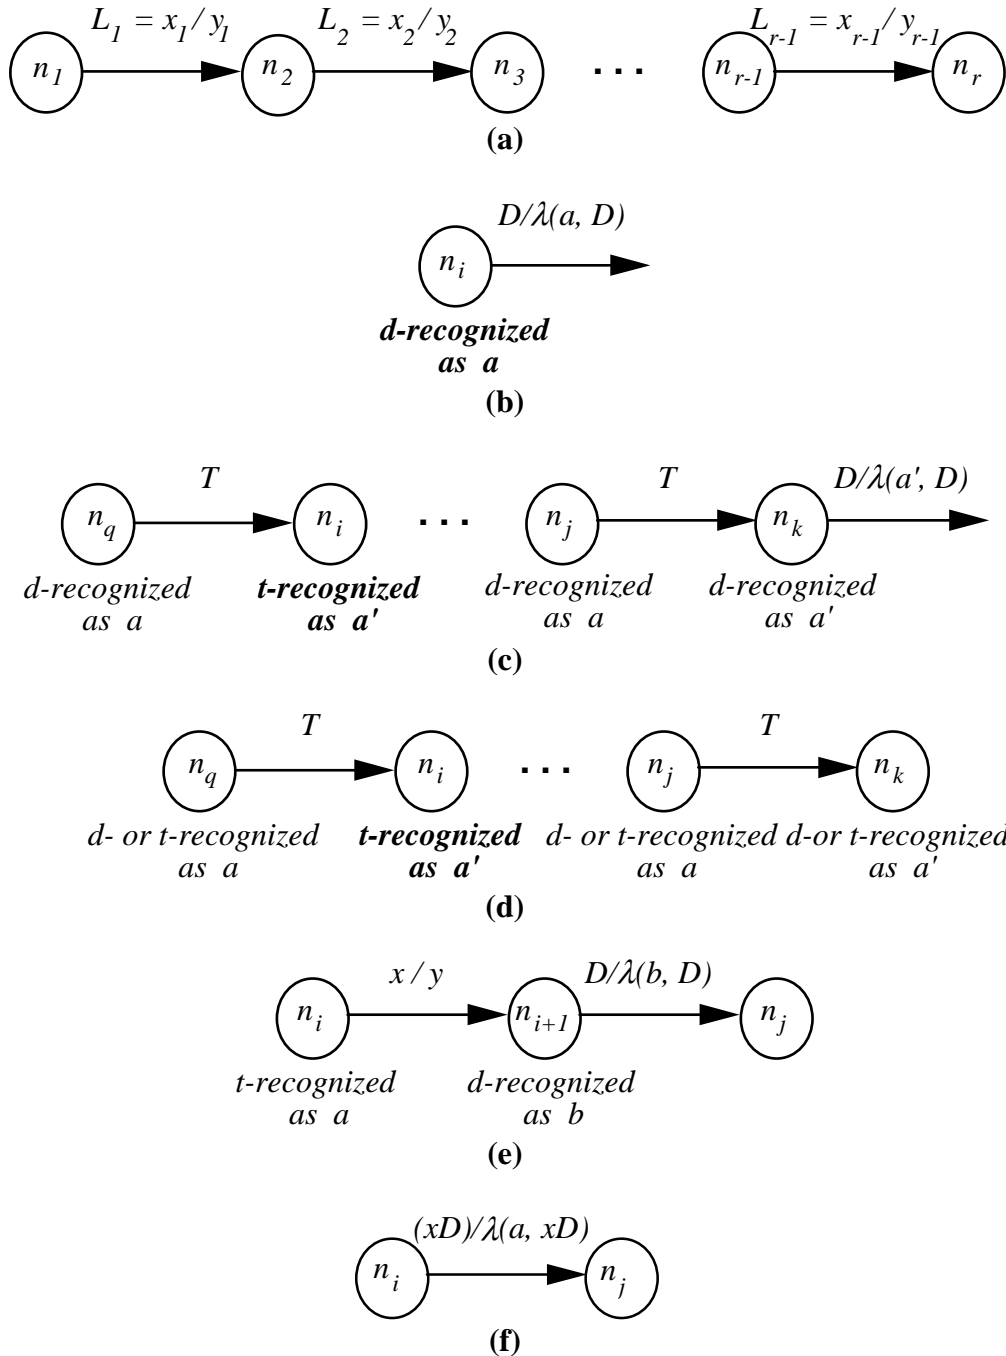 L1 = x1/y1 L2 = x2/y2 Lr-1 = xr-1/yr-1
n1 n2 n3 ... nr-1 nr
(a)
D/λ(a, D)
ni
d-recognized
as a
(b)
T T D/λ(a', D)
nq ni ... nj nk
d-recognized t-recognized d-recognized d-recognized
as a as a' as a as a'
(c)
T T
nq ni ... nj nk
d- or t-recognized t-recognized d- or t-recognized d-or t-recognized
as a as a' as a as a'
(d)
x / y D/λ(b, D)
ni ni+1 nj
t-recognized d-recognized
as a as b
(e)
(xD)/λ(a, xD)
ni nj
(f)